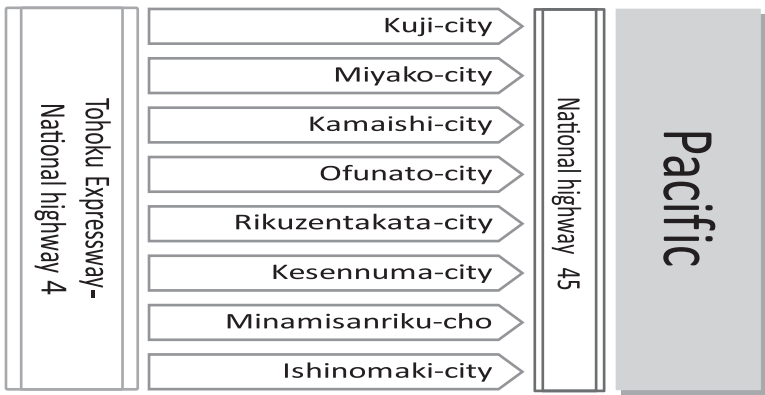 Tohoku Expressway-
National highway 4
Kuji-city
Miyako-city
Kamaishi-city
Ofunato-city
Rikuzentakata-city
Kesennuma-city
Minamisanriku-cho
Ishinomaki-city
National highway 45
Pacific